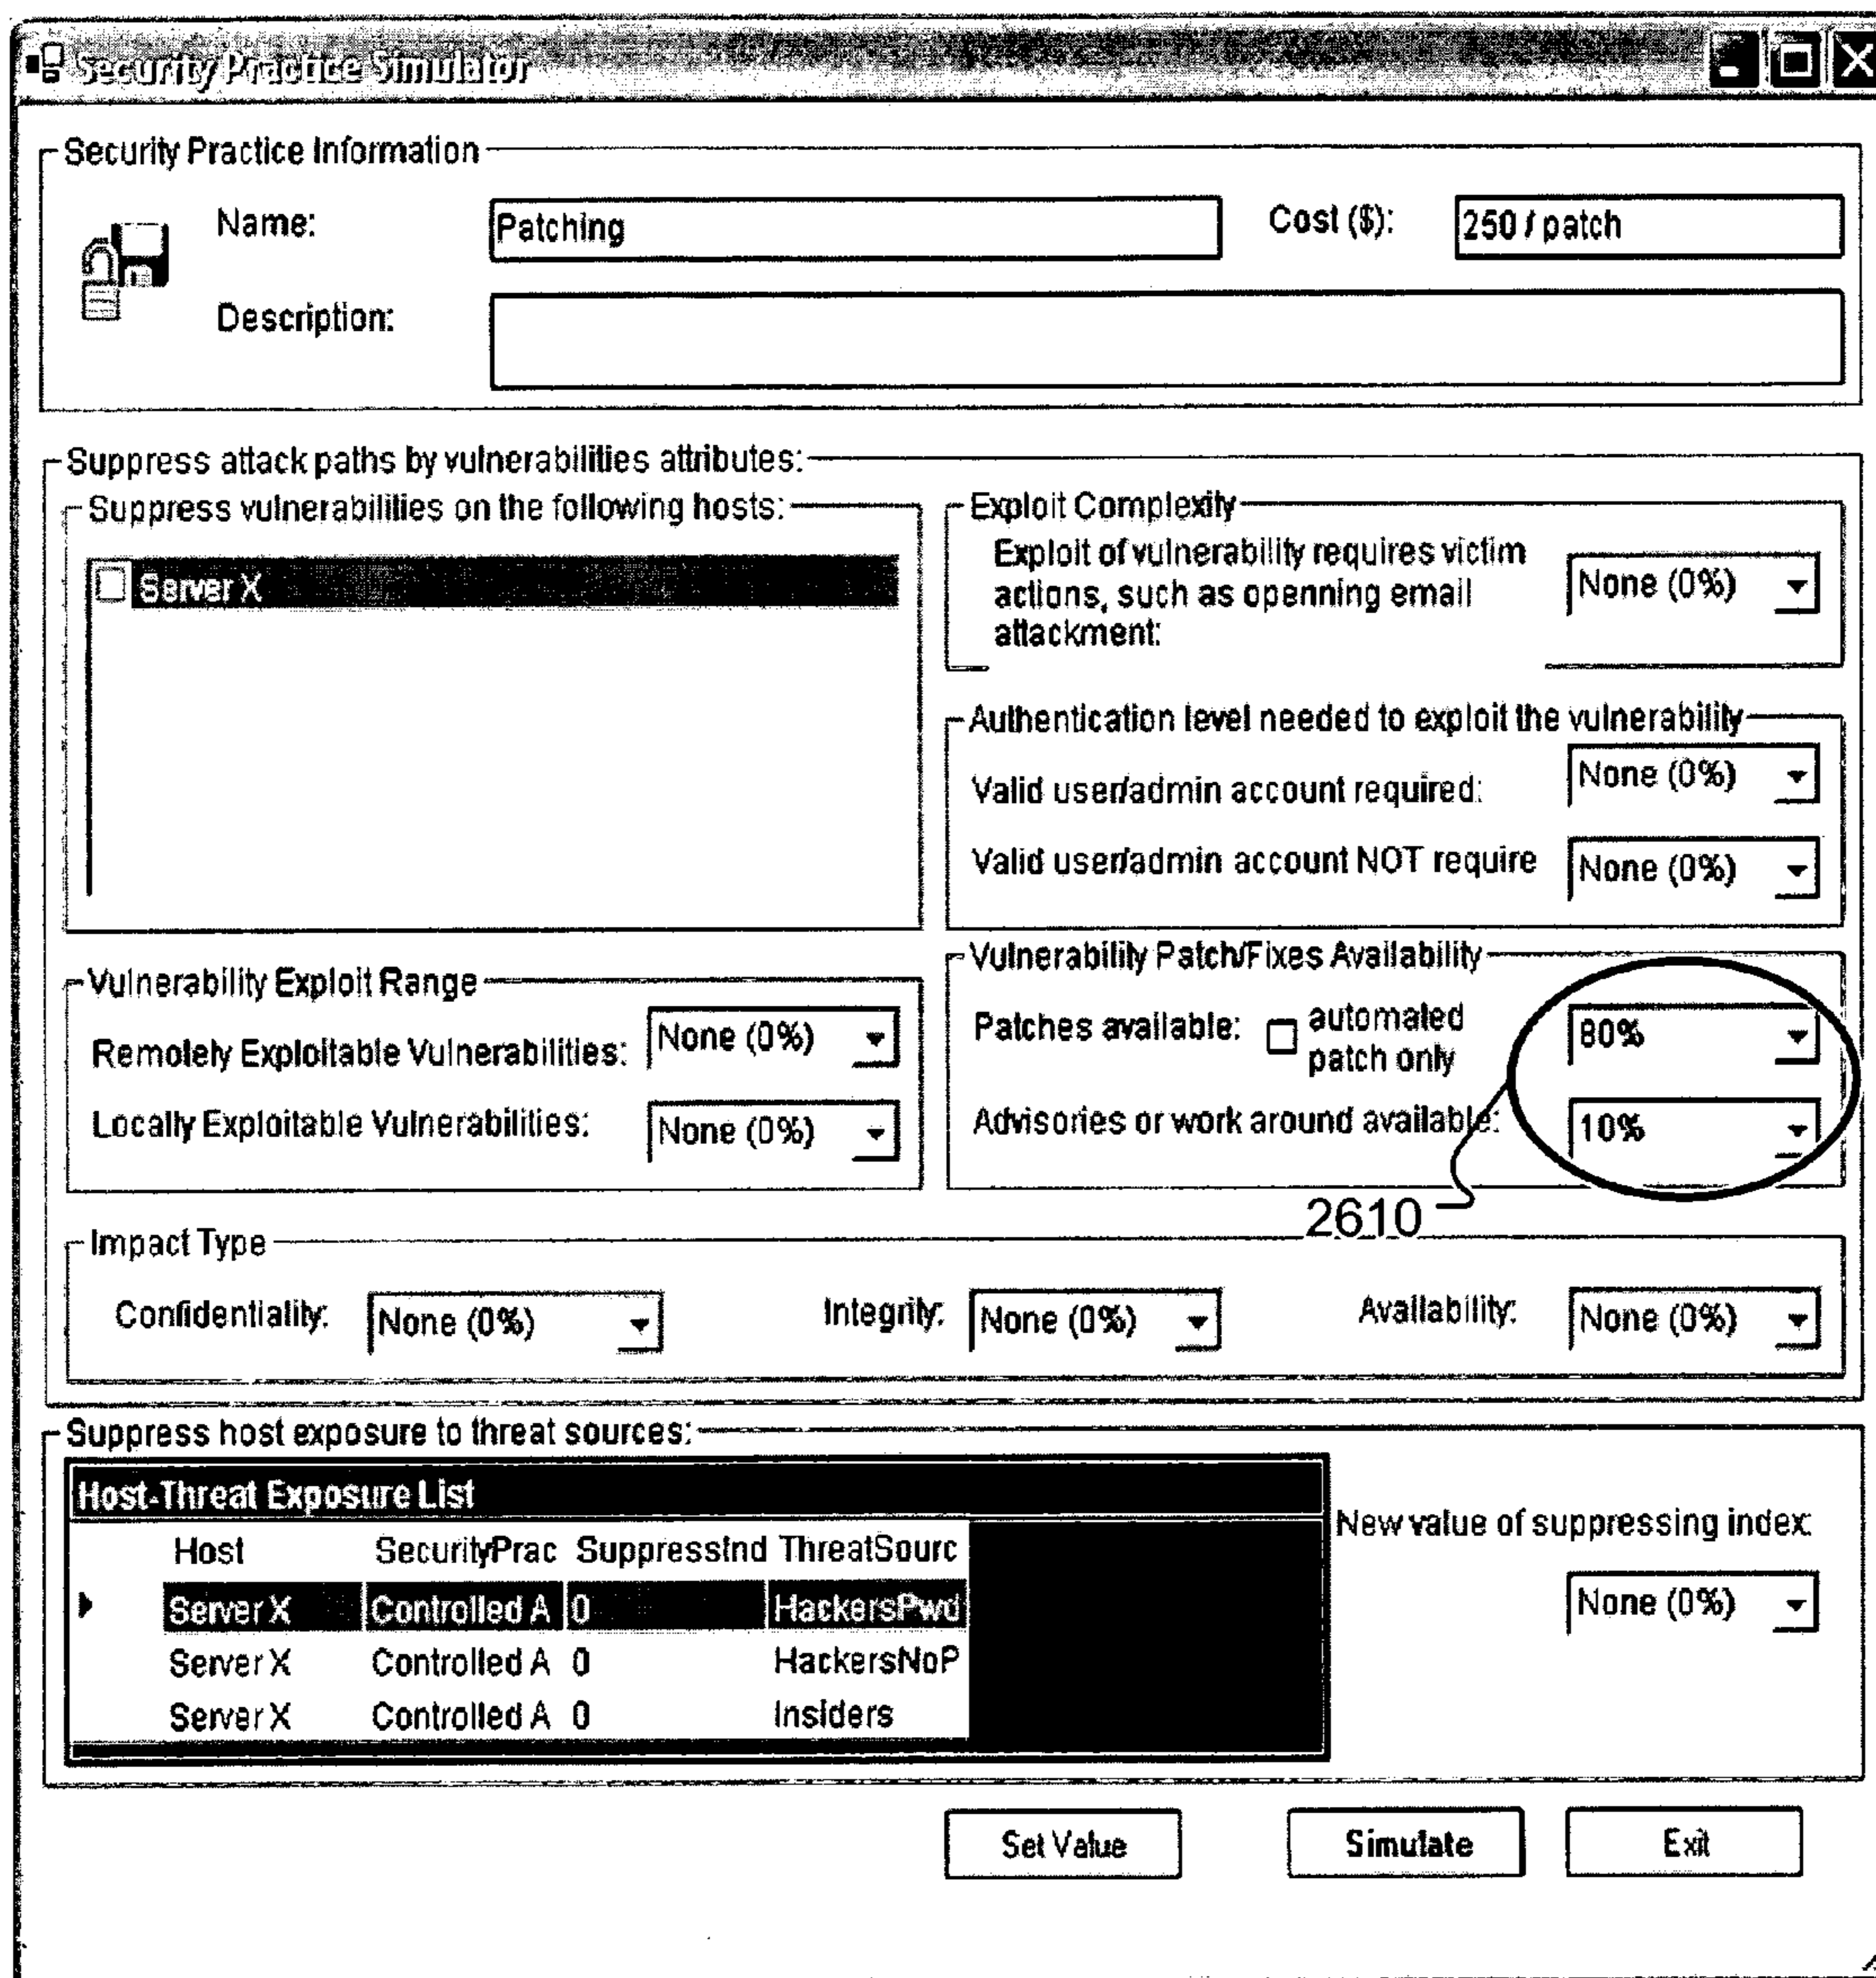 Security Practice Simulator
Security Practice Information
Name: Patching Cost ($): 250 / patch
Description:
Suppress attack paths by vulnerabilities attributes:
Suppress vulnerabilities on the following hosts:
Server X
Exploit Complexity
Exploit of vulnerability requires victim
actions, such as openning email
attackment:
None (0%)
Authentication level needed to exploit the vulnerability
Valid user/admin account required: None (0%)
Valid user/admin account NOT require None (0%)
Vulnerability Exploit Range
Remotely Exploitable Vulnerabilities: None (0%)
Locally Exploitable Vulnerabilities: None (0%)
Vulnerability Patch/Fixes Availability
Patches available: automated
patch only
80%
Advisories or work around available: 10%
2610
Impact Type
Confidentiality: None (0%) Integrity: None (0%) Availability: None (0%)
Suppress host exposure to threat sources:
Host-Threat Exposure List
Host SecurityPrac SuppressInd ThreatSourc
Server X Controlled A 0 HackersPwd
Server X Controlled A 0 HackersNoP
Server X Controlled A 0 Insiders
New value of suppressing index:
None (0%)
Set Value Simulate Exit